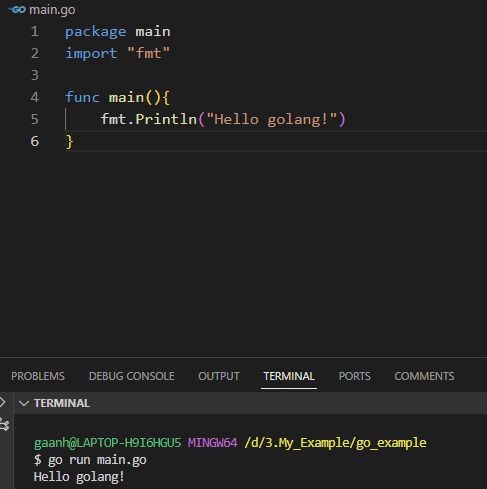 GO main.go
1 package main
2 import "fmt"
3
4 func main(){
5 fmt.Println("Hello golang!")
6 }
PROBLEMS DEBUG CONSOLE OUTPUT TERMINAL PORTS COMMENTS
TERMINAL
gaanh@LAPTOP-H9I6HGU5 MINGW64 /d/3.My_Example/go_example
$ go run main.go
Hello golang!